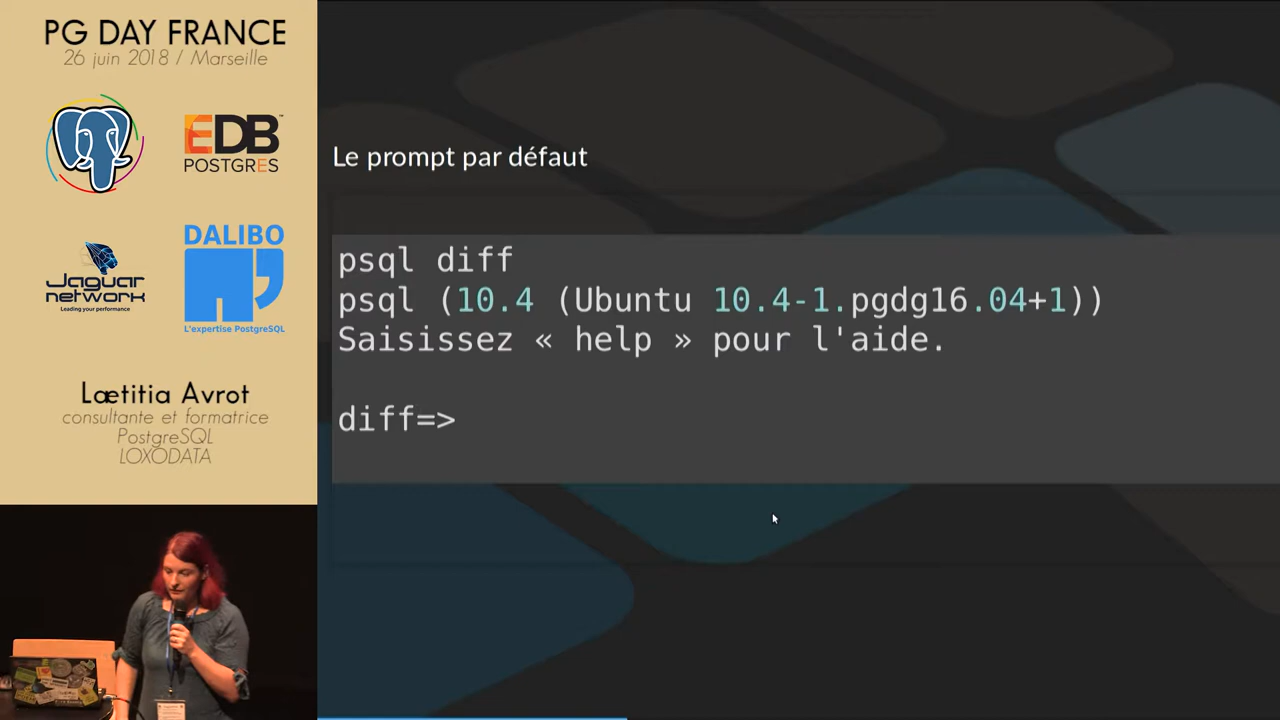 PG DAY FRANCE
26 juin 2018 / Marseille
EDB™
POSTGRES
Jaguar
network
Leading your performance
DALIBO
L'expertise PostgreSQL
Lætitia Avrot
consultante et formatrice
PostgreSQL
LOXODATA
Le prompt par défaut
psql diff
psql (10.4 (Ubuntu 10.4-1.pgdg16.04+1))
Saisissez « help » pour l'aide.
diff=>